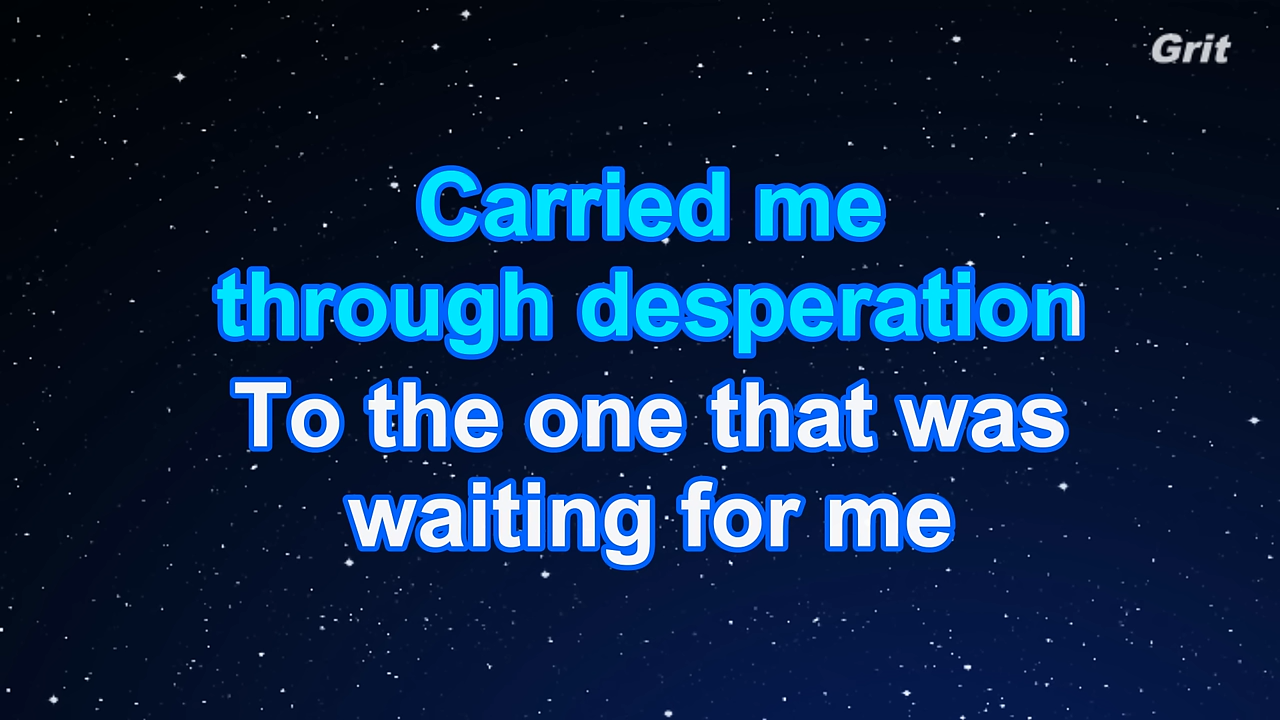 Grit
Carried me
through desperation
To the one that was
waiting for me